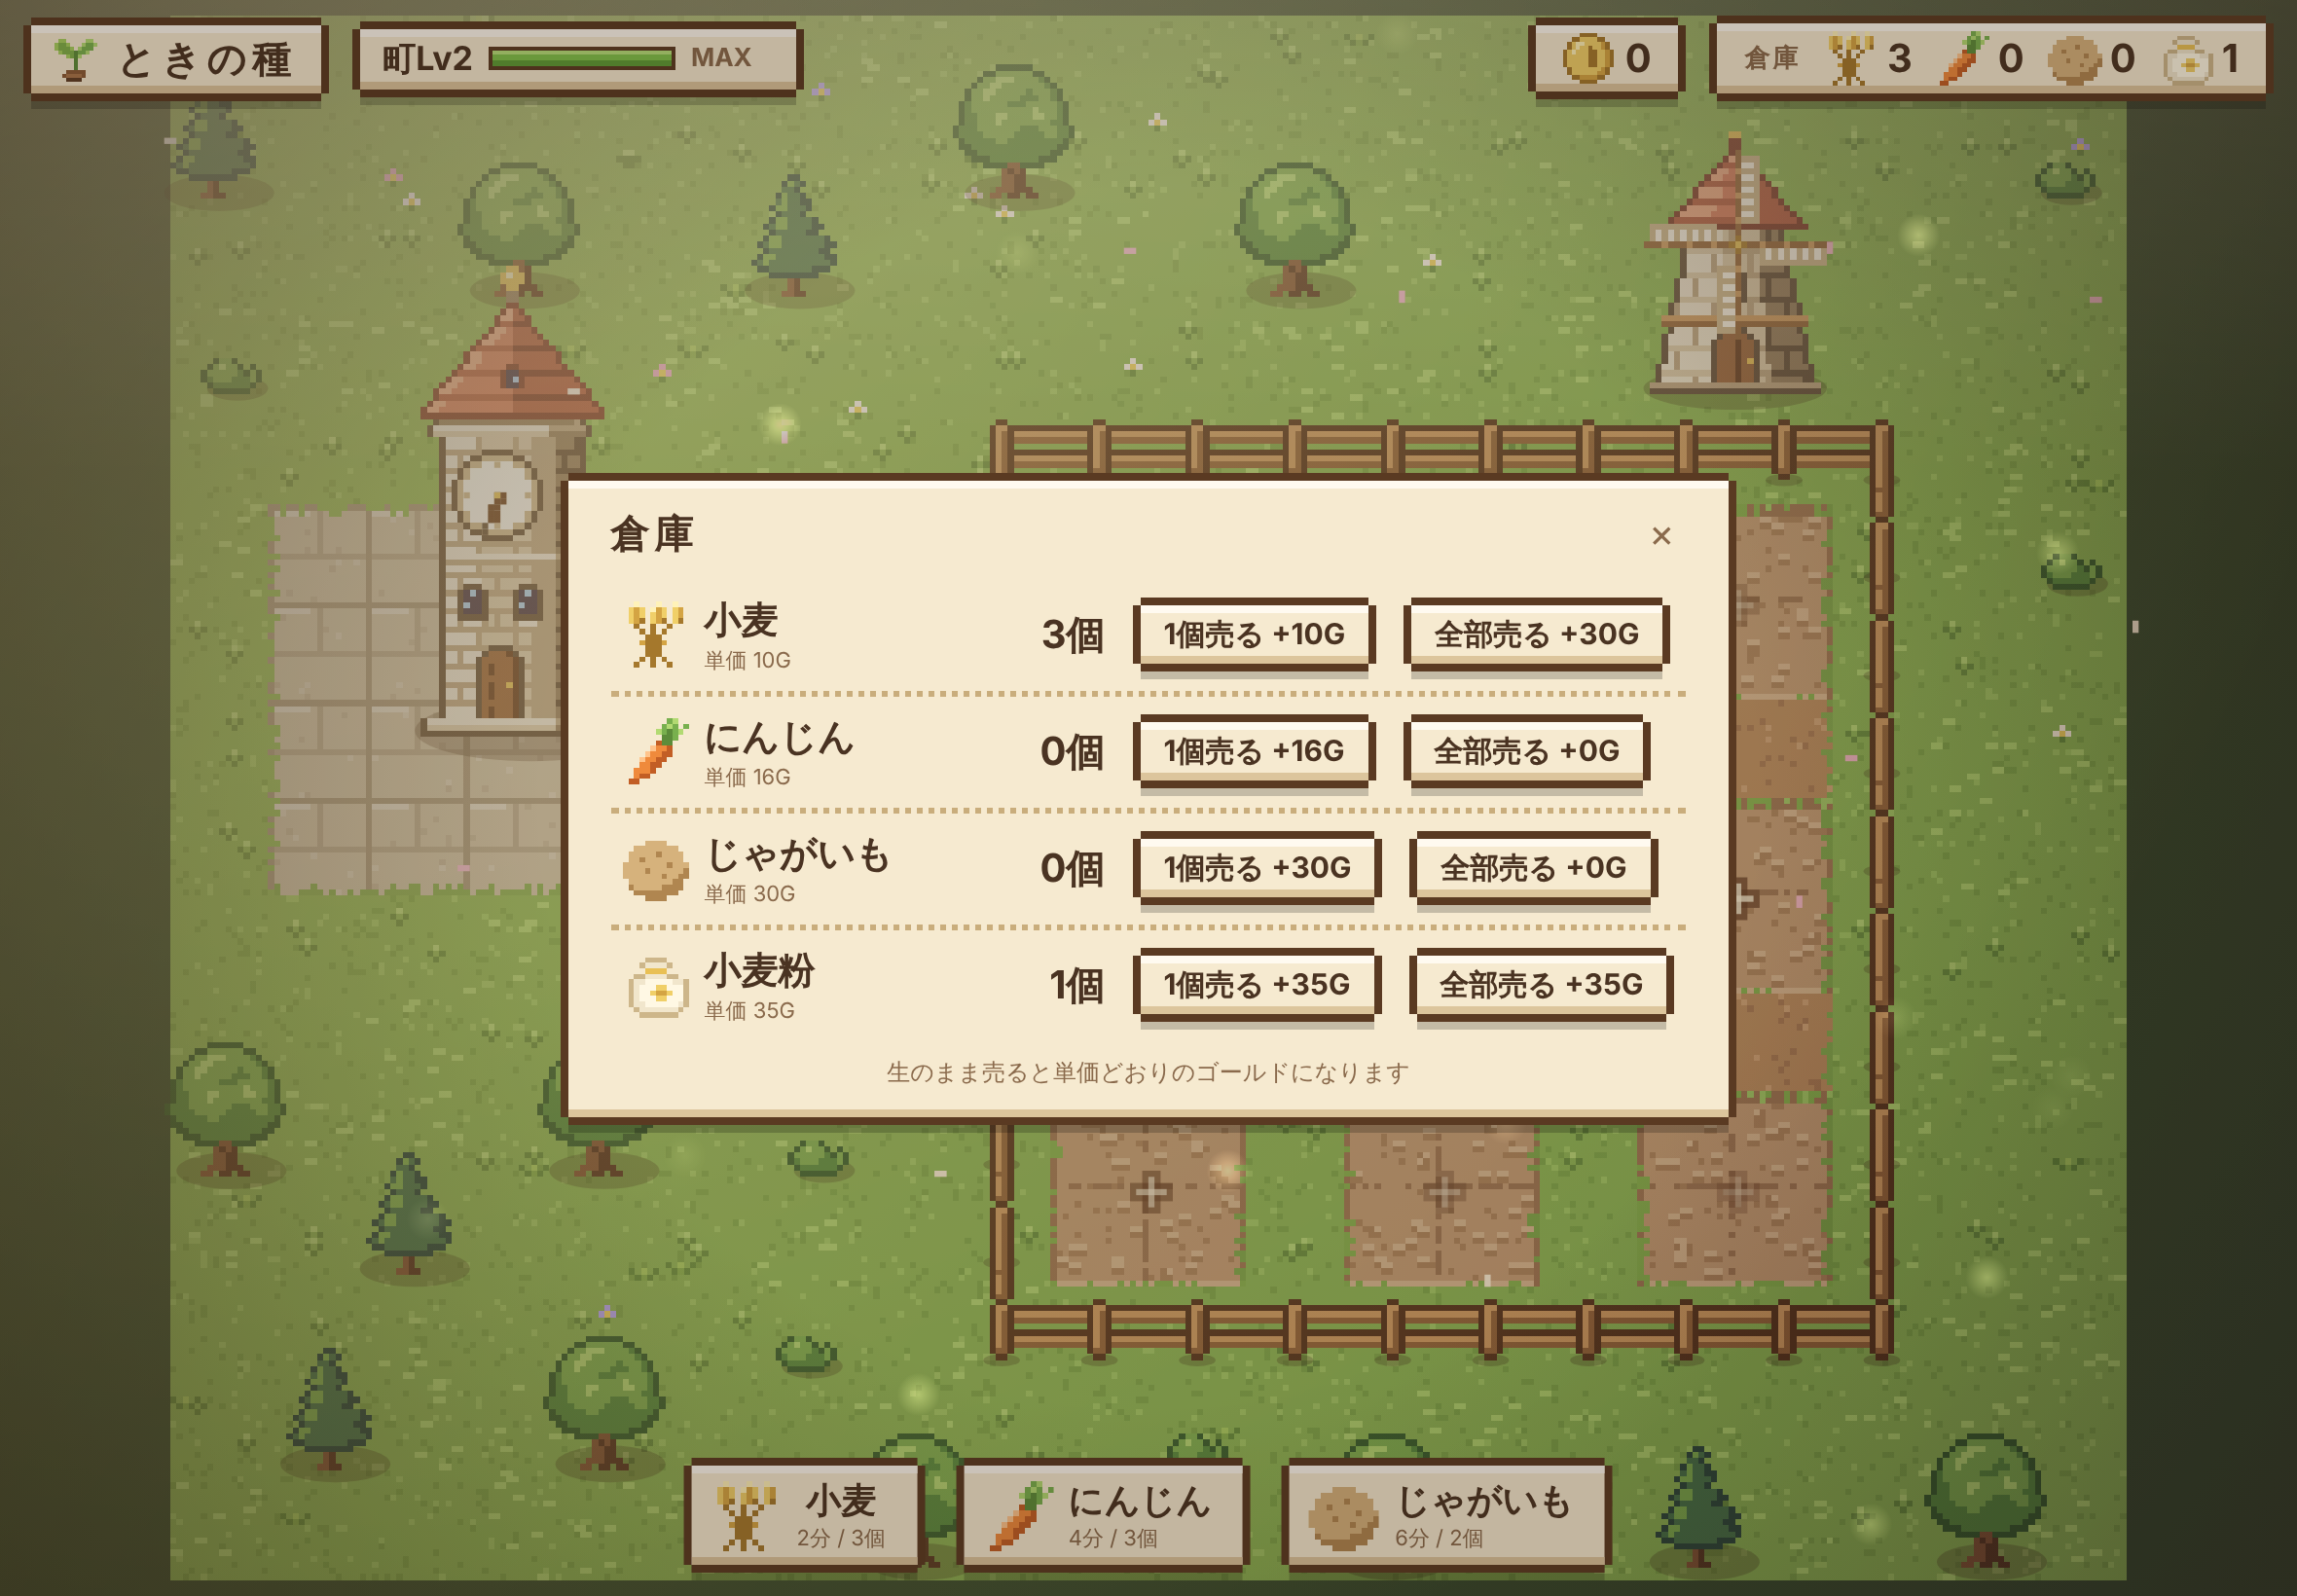 ときの種
町Lv2 MAX
0
倉庫 3 0 0 1
倉庫 ×
小麦
単価 10G
3個 1個売る +10G 全部売る +30G
にんじん
単価 16G
0個 1個売る +16G 全部売る +0G
じゃがいも
単価 30G
0個 1個売る +30G 全部売る +0G
小麦粉
単価 35G
1個 1個売る +35G 全部売る +35G
生のまま売ると単価どおりのゴールドになります
小麦
2分 / 3個
にんじん
4分 / 3個
じゃがいも
6分 / 2個